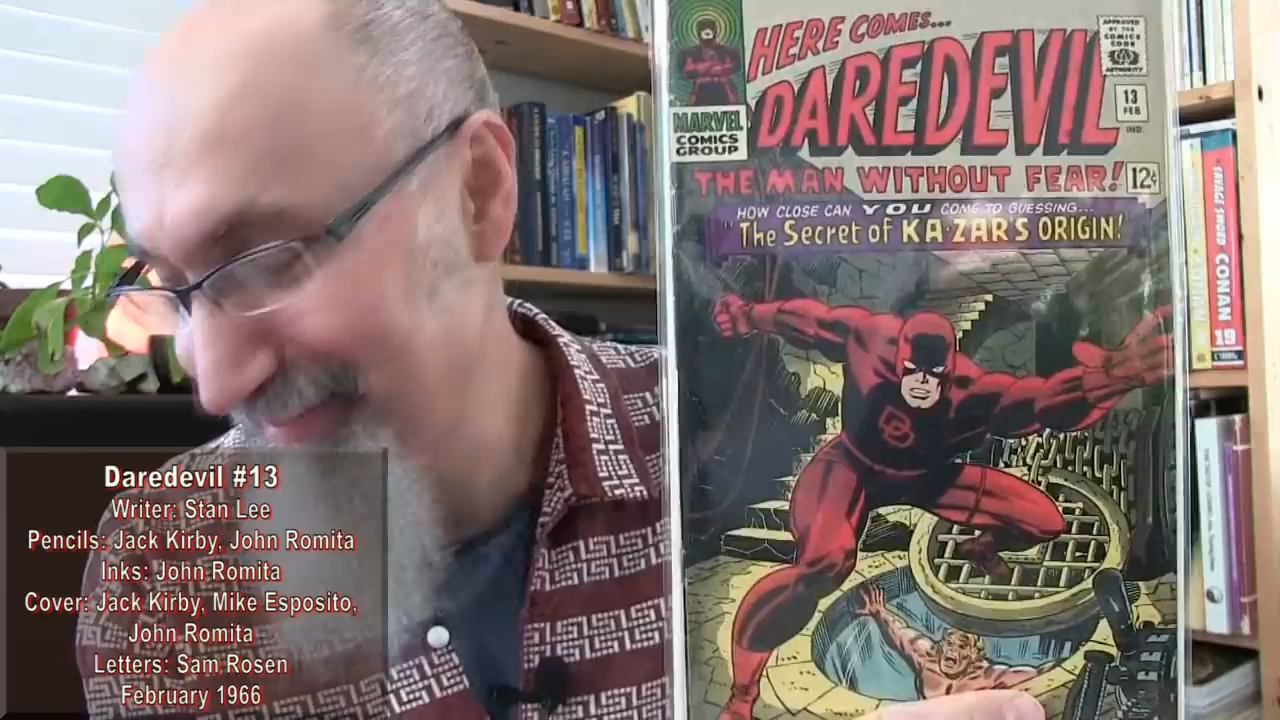 HERE COMES...
DAREDEVIL
APPROVED
BY THE
COMICS
CODE
AUTHORITY
MARVEL
COMICS
GROUP
13
FEB
IND.
THE MAN WITHOUT FEAR!
12¢
HOW CLOSE CAN YOU COME TO GUESSING...
"The Secret of KA-ZAR'S ORIGIN!
DD
SAVAGE SWORD
CONAN
19
Daredevil #13
Writer: Stan Lee
Pencils: Jack Kirby, John Romita
Inks: John Romita
Cover: Jack Kirby, Mike Esposito,
John Romita
Letters: Sam Rosen
February 1966